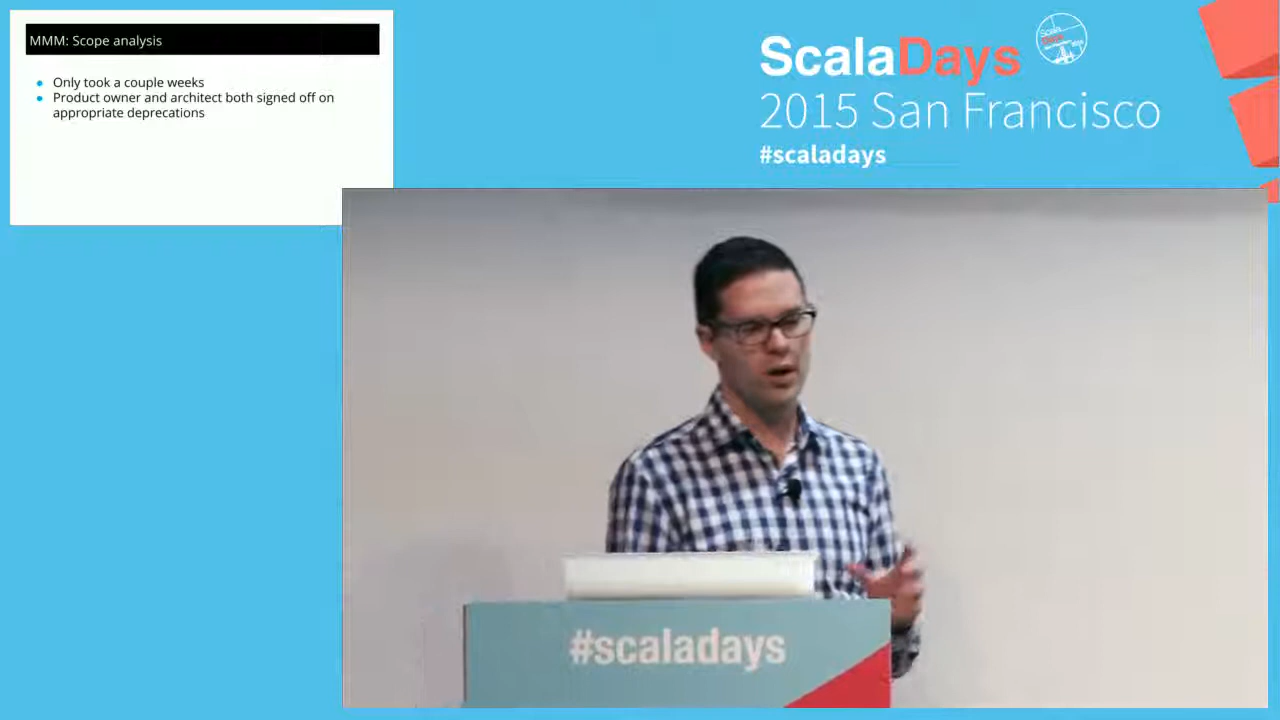 MMM: Scope analysis
Only took a couple weeks
Product owner and architect both signed off on
appropriate deprecations
ScalaDays
2015 San Francisco
#scaladays
#scaladays